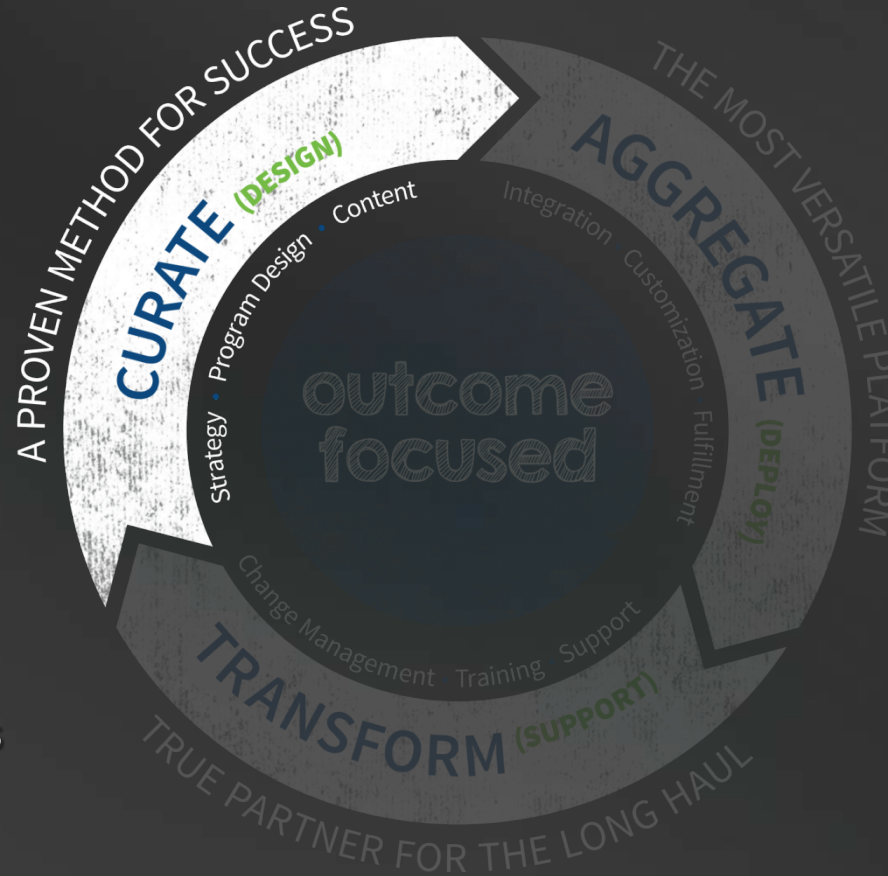 A PROVEN METHOD FOR SUCCESS
CURATE (DESIGN)
Strategy • Program Design • Content
THE MOST VERSATILE PLATFORM
AGGREGATE (DEPLOY)
Integration • Customization • Fulfillment
TRUE PARTNER FOR THE LONG HAUL
TRANSFORM (SUPPORT)
Change Management • Training • Support
outcome
focused